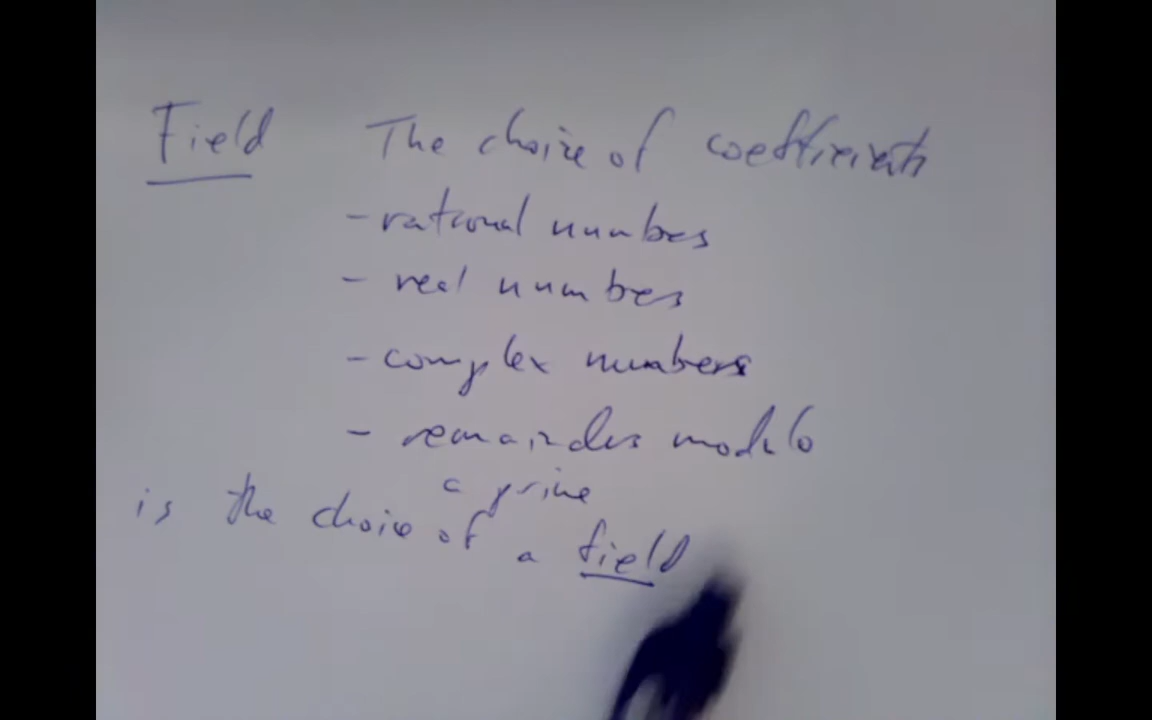 Field The choice of coefficients
- rational numbers
- real numbers
- complex numbers
- remainders modulo
a prime
is the choice of a field